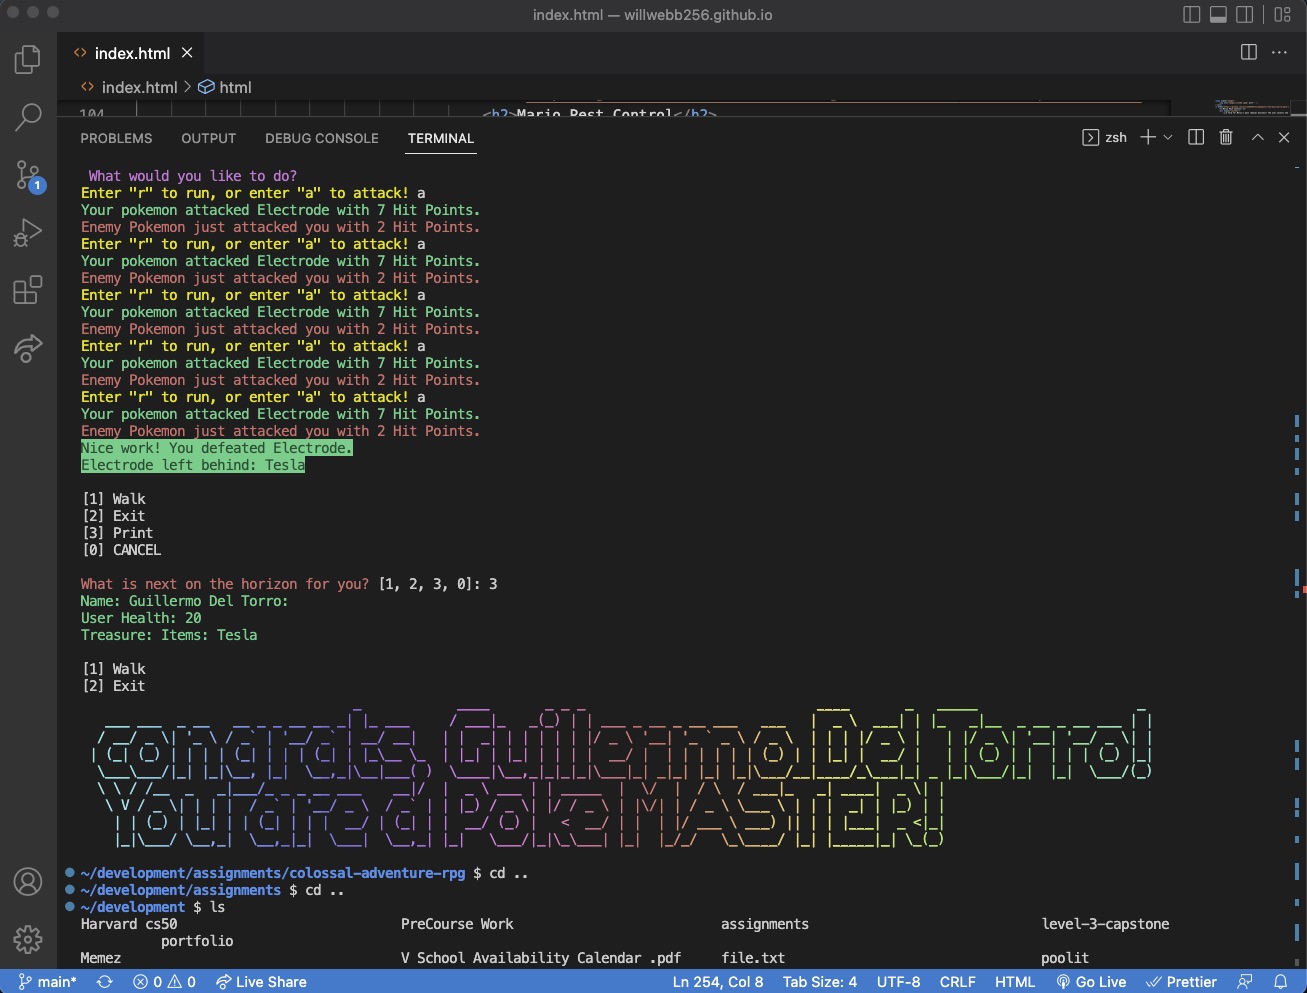 index.html — willwebb256.github.io
index.html
index.html > html
104 <h2>Mario Pest Control</h2>
PROBLEMS OUTPUT DEBUG CONSOLE TERMINAL zsh
1
What would you like to do?
Enter "r" to run, or enter "a" to attack! a
Your pokemon attacked Electrode with 7 Hit Points.
Enemy Pokemon just attacked you with 2 Hit Points.
Enter "r" to run, or enter "a" to attack! a
Your pokemon attacked Electrode with 7 Hit Points.
Enemy Pokemon just attacked you with 2 Hit Points.
Enter "r" to run, or enter "a" to attack! a
Your pokemon attacked Electrode with 7 Hit Points.
Enemy Pokemon just attacked you with 2 Hit Points.
Enter "r" to run, or enter "a" to attack! a
Your pokemon attacked Electrode with 7 Hit Points.
Enemy Pokemon just attacked you with 2 Hit Points.
Enter "r" to run, or enter "a" to attack! a
Your pokemon attacked Electrode with 7 Hit Points.
Enemy Pokemon just attacked you with 2 Hit Points.
Nice work! You defeated Electrode.
Electrode left behind: Tesla
[1] Walk
[2] Exit
[3] Print
[0] CANCEL
What is next on the horizon for you? [1, 2, 3, 0]: 3
Name: Guillermo Del Torro:
User Health: 20
Treasure: Items: Tesla
[1] Walk
[2] Exit
congrats, Guillermo Del Torro!
You are a PokeMASTER!
~/development/assignments/colossal-adventure-rpg $ cd ..
~/development/assignments $ cd ..
~/development $ ls
Harvard cs50 PreCourse Work assignments level-3-capstone
portfolio
Memez V School Availability Calendar .pdf file.txt poolit
main* 0 0 Live Share Ln 254, Col 8 Tab Size: 4 UTF-8 CRLF HTML Go Live Prettier